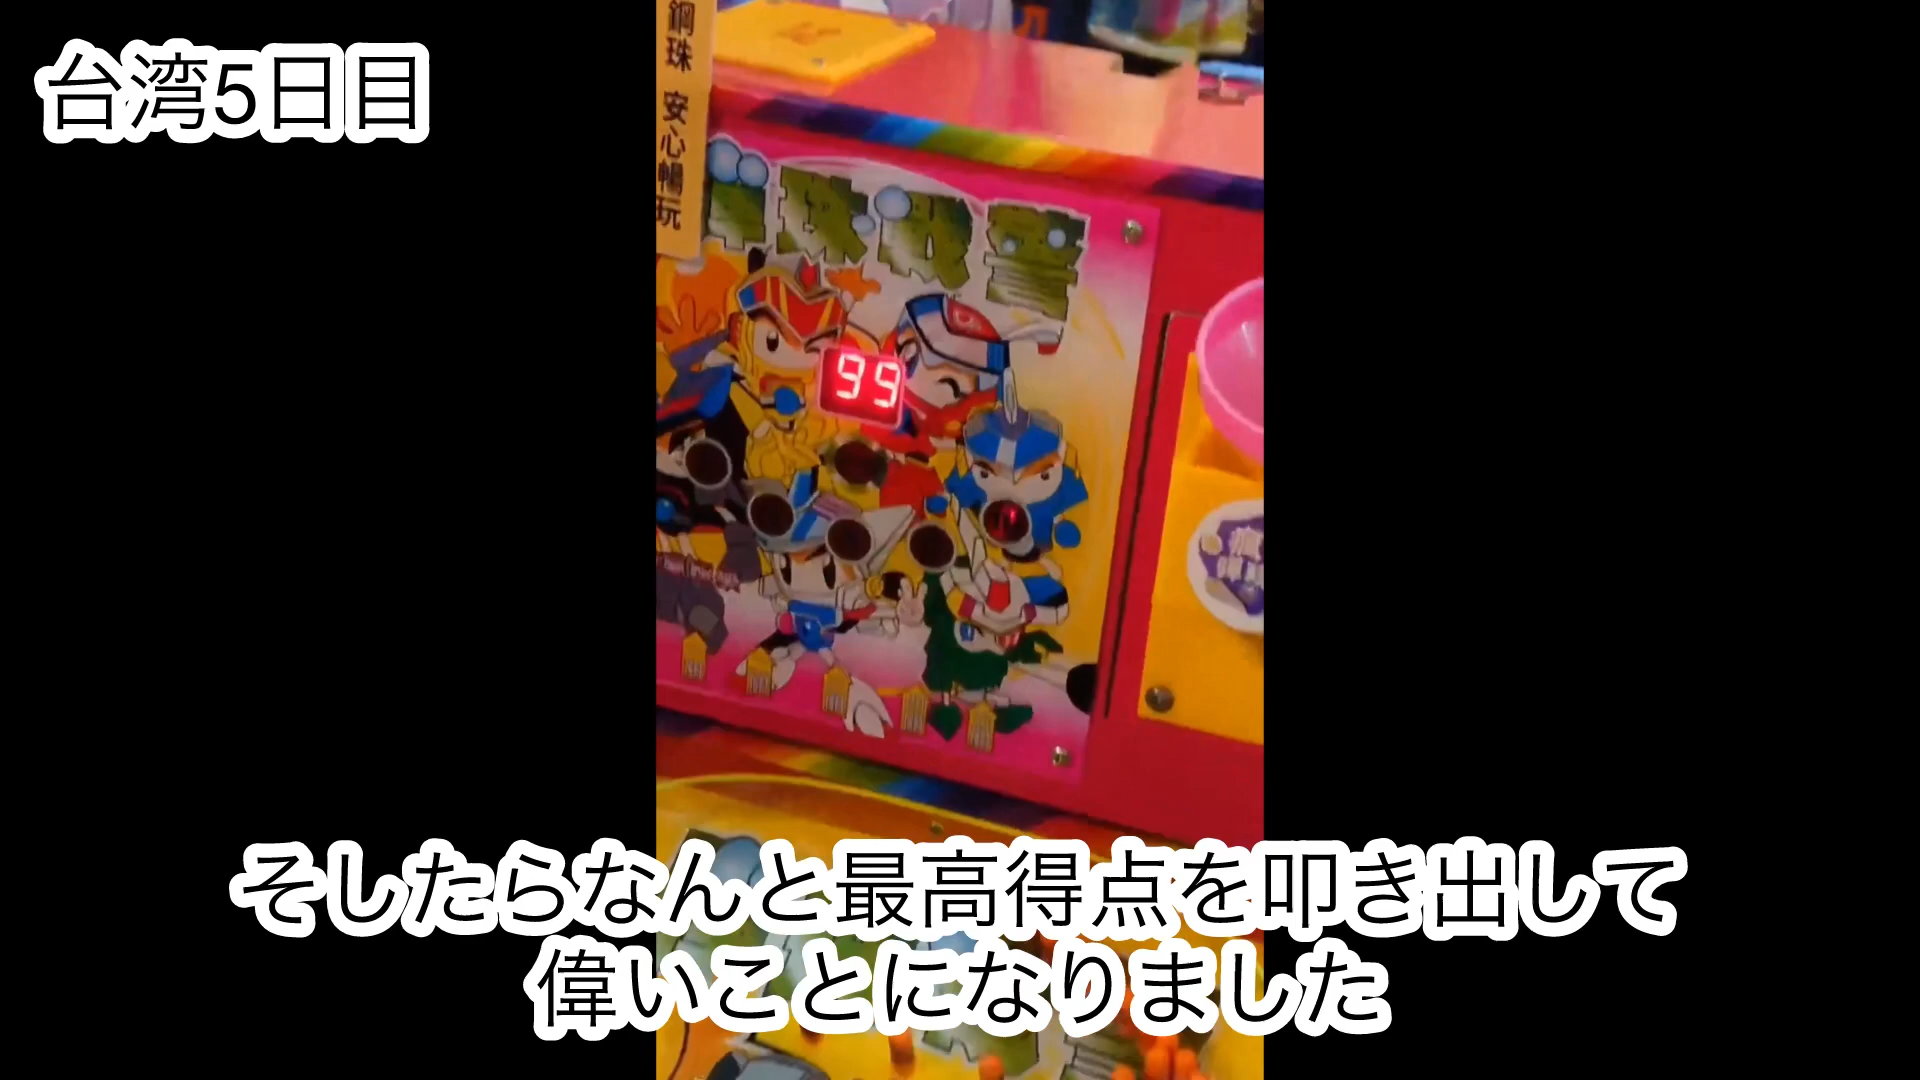 台湾5日目
鋼珠 安心暢玩
99
そしたらなんと最高得点を叩き出して
偉いことになりました